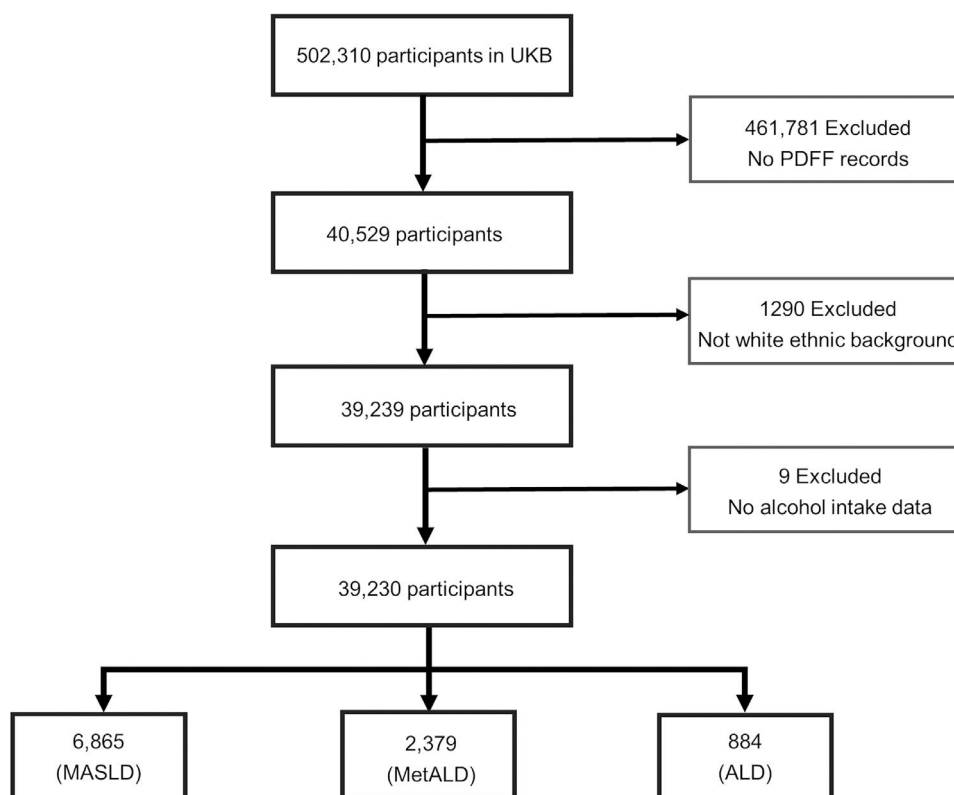 502,310 participants in UKB
461,781 Excluded
No PDFF records
40,529 participants
1290 Excluded
Not white ethnic background
39,239 participants
9 Excluded
No alcohol intake data
39,230 participants
6,865
(MASLD)
2,379
(MetALD)
884
(ALD)